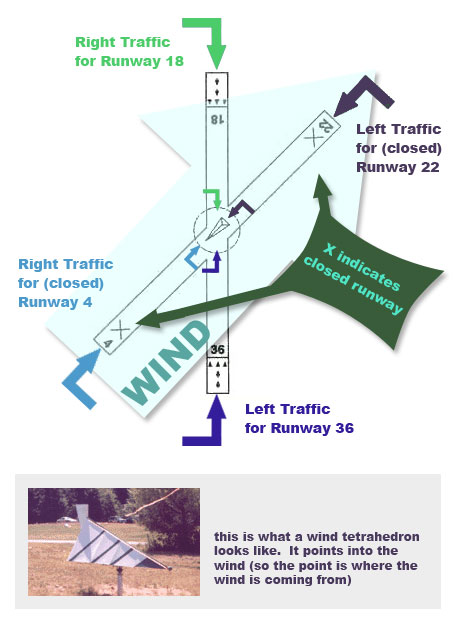 Right Traffic
for Runway 18
18
22
Left Traffic
for (closed)
Runway 22
X
X indicates
closed runway
Right Traffic
for (closed)
Runway 4
X
4
WIND
36
Left Traffic
for Runway 36
this is what a wind tetrahedron
looks like. It points into the
wind (so the point is where the
wind is coming from)